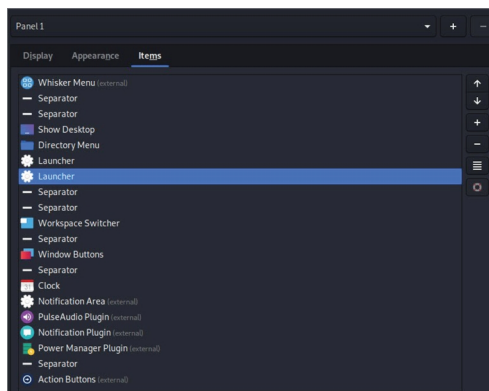 Panel 1
Display Appearance Items
Whisker Menu (external)
Separator
Separator
Show Desktop
Directory Menu
Launcher
Launcher
Separator
Separator
Workspace Switcher
Separator
Window Buttons
Separator
Clock
Notification Area (external)
PulseAudio Plugin (external)
Notification Plugin (external)
Power Manager Plugin (external)
Separator
Action Buttons (external)